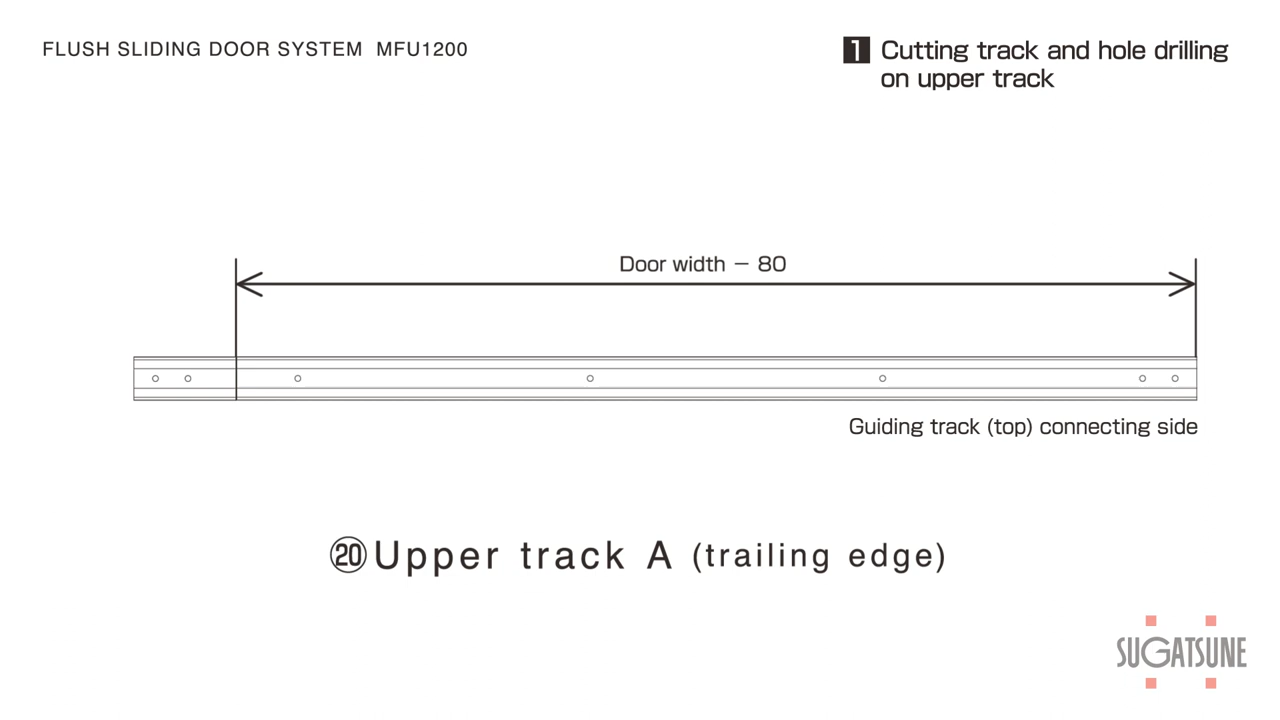 FLUSH SLIDING DOOR SYSTEM MFU1200
1 Cutting track and hole drilling
on upper track
Door width − 80
Guiding track (top) connecting side
⑳Upper track A (trailing edge)
SUGATSUNE